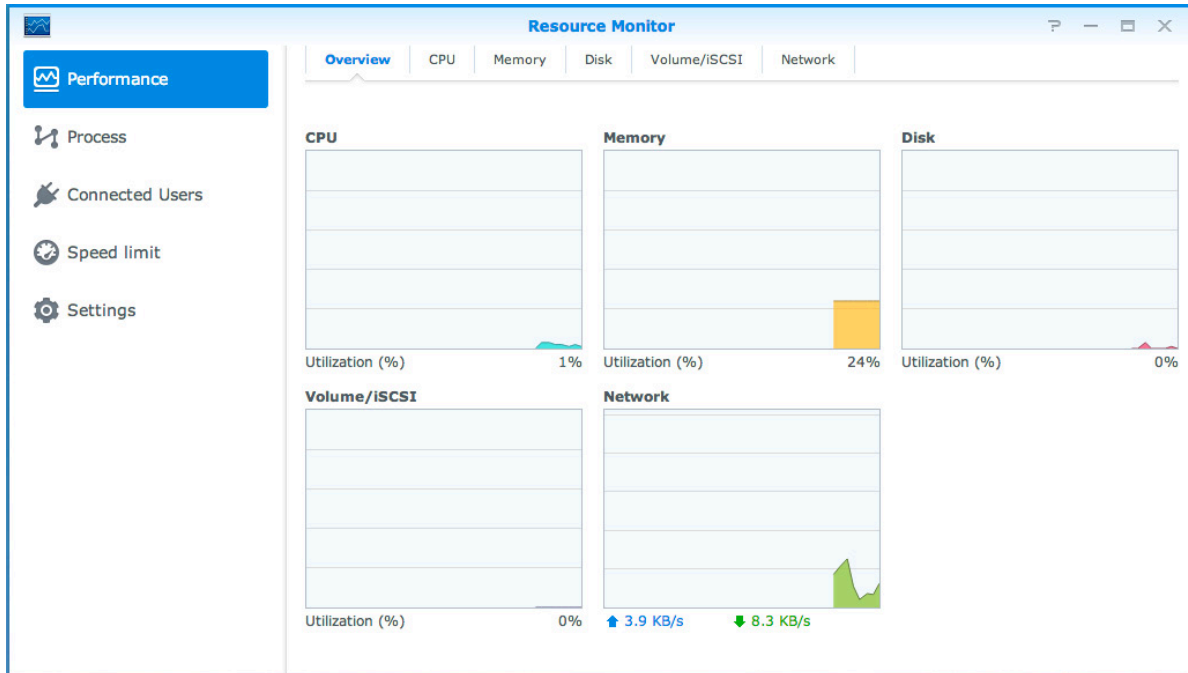 Resource Monitor
Performance
Process
Connected Users
Speed limit
Settings
Overview CPU Memory Disk Volume/iSCSI Network
CPU
Utilization (%) 1%
Memory
Utilization (%) 24%
Disk
Utilization (%) 0%
Volume/iSCSI
Utilization (%) 0%
Network
3.9 KB/s 8.3 KB/s